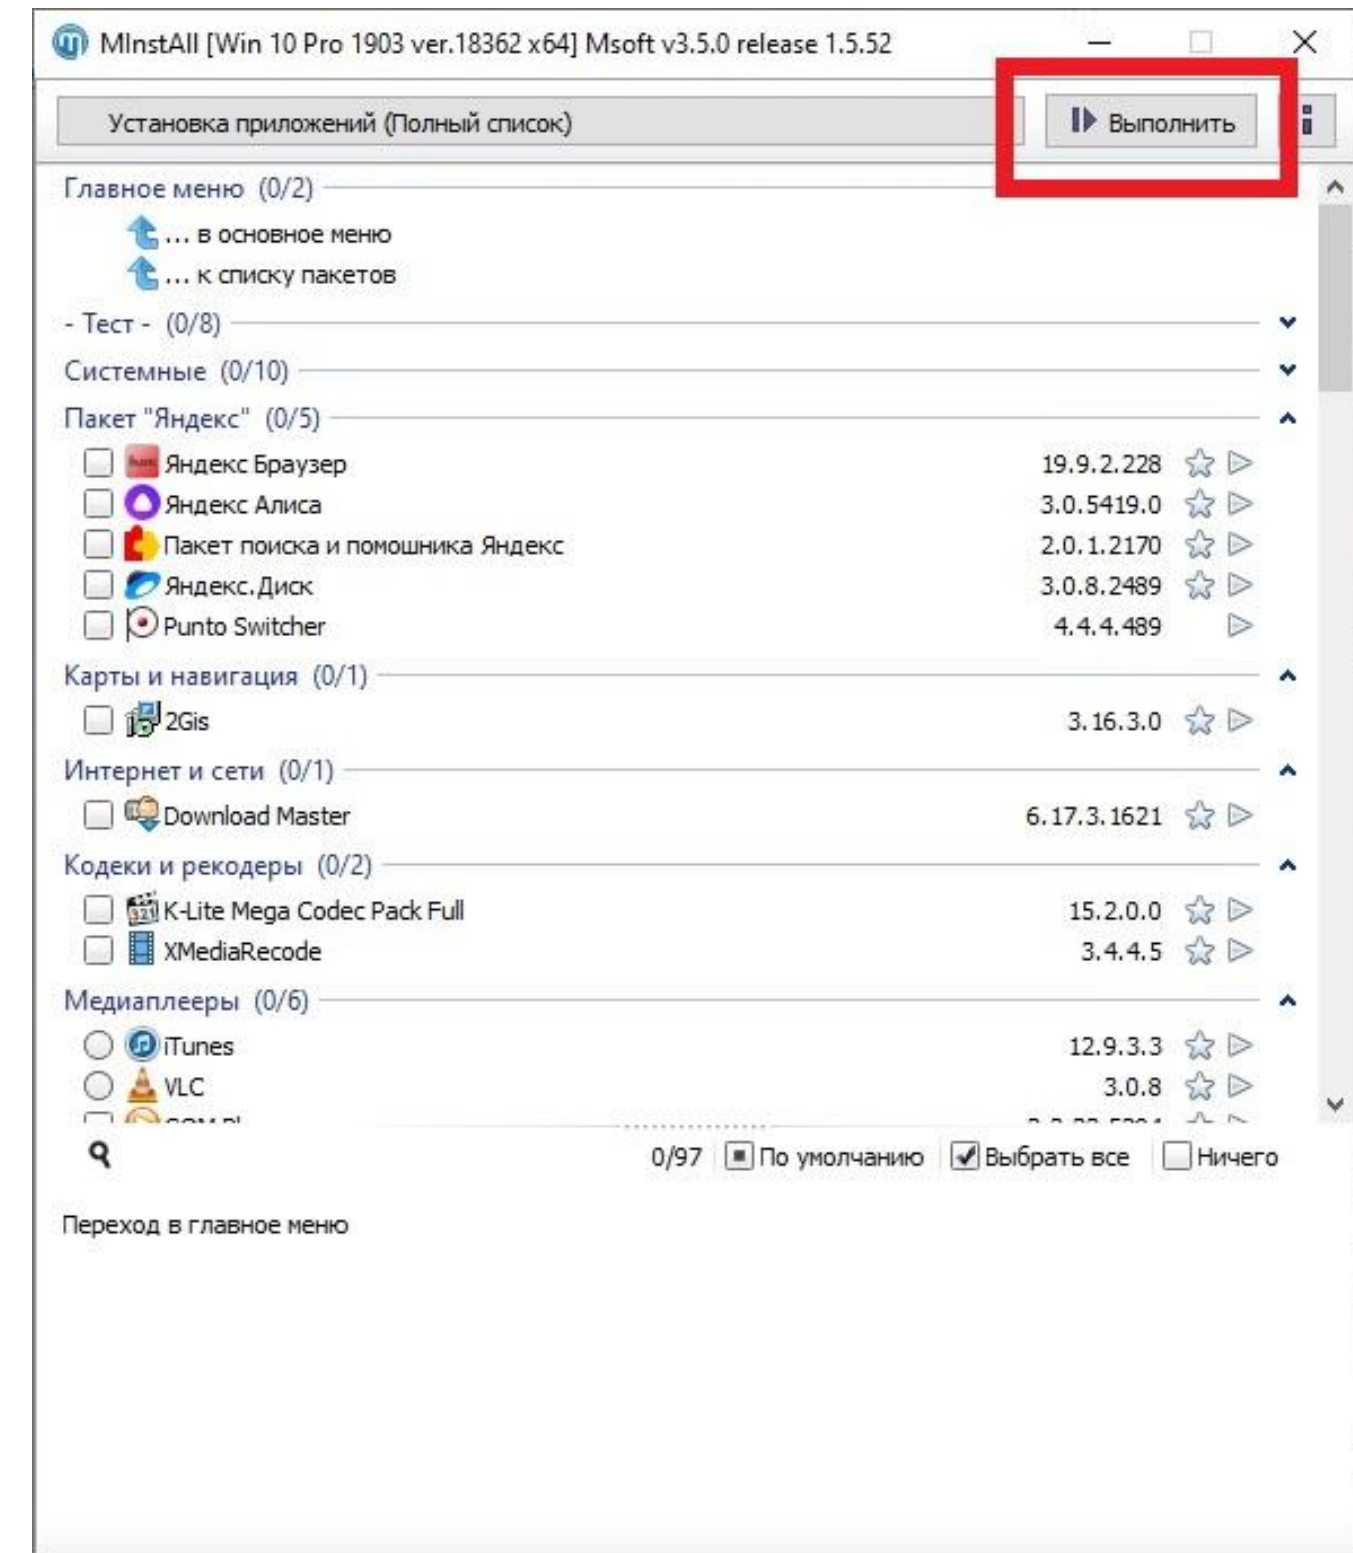 MInstAll [Win 10 Pro 1903 ver.18362 x64] Msoft v3.5.0 release 1.5.52
Установка приложений (Полный список) Выполнить
Главное меню (0/2)
... в основное меню
... к списку пакетов
- Тест - (0/8)
Системные (0/10)
Пакет "Яндекс" (0/5)
Яндекс Браузер 19.9.2.228
Яндекс Алиса 3.0.5419.0
Пакет поиска и помошника Яндекс 2.0.1.2170
Яндекс.Диск 3.0.8.2489
Punto Switcher 4.4.4.489
Карты и навигация (0/1)
2Gis 3.16.3.0
Интернет и сети (0/1)
Download Master 6.17.3.1621
Кодеки и рекодеры (0/2)
K-Lite Mega Codec Pack Full 15.2.0.0
XMediaRecode 3.4.4.5
Медиаплееры (0/6)
iTunes 12.9.3.3
VLC 3.0.8
0/97 По умолчанию Выбрать все Ничего
Переход в главное меню